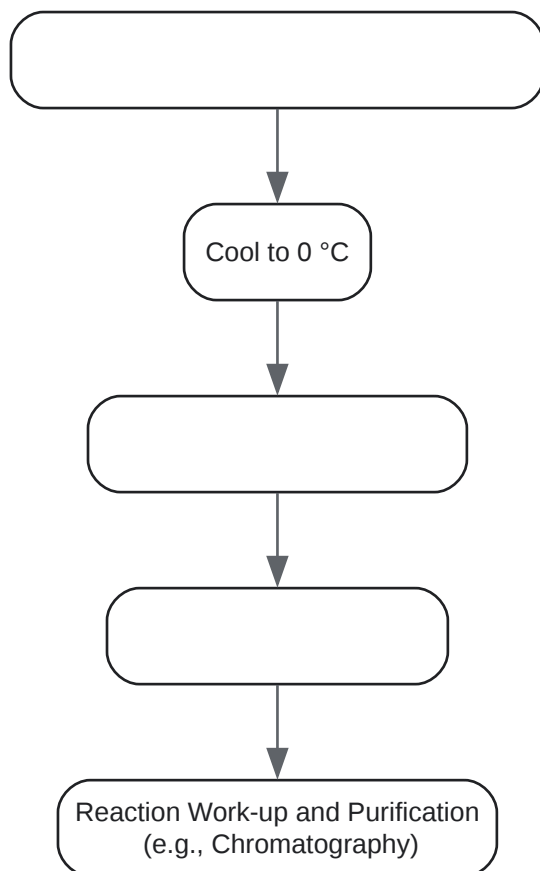 Cool to 0 °C
Reaction Work-up and Purification
(e.g., Chromatography)